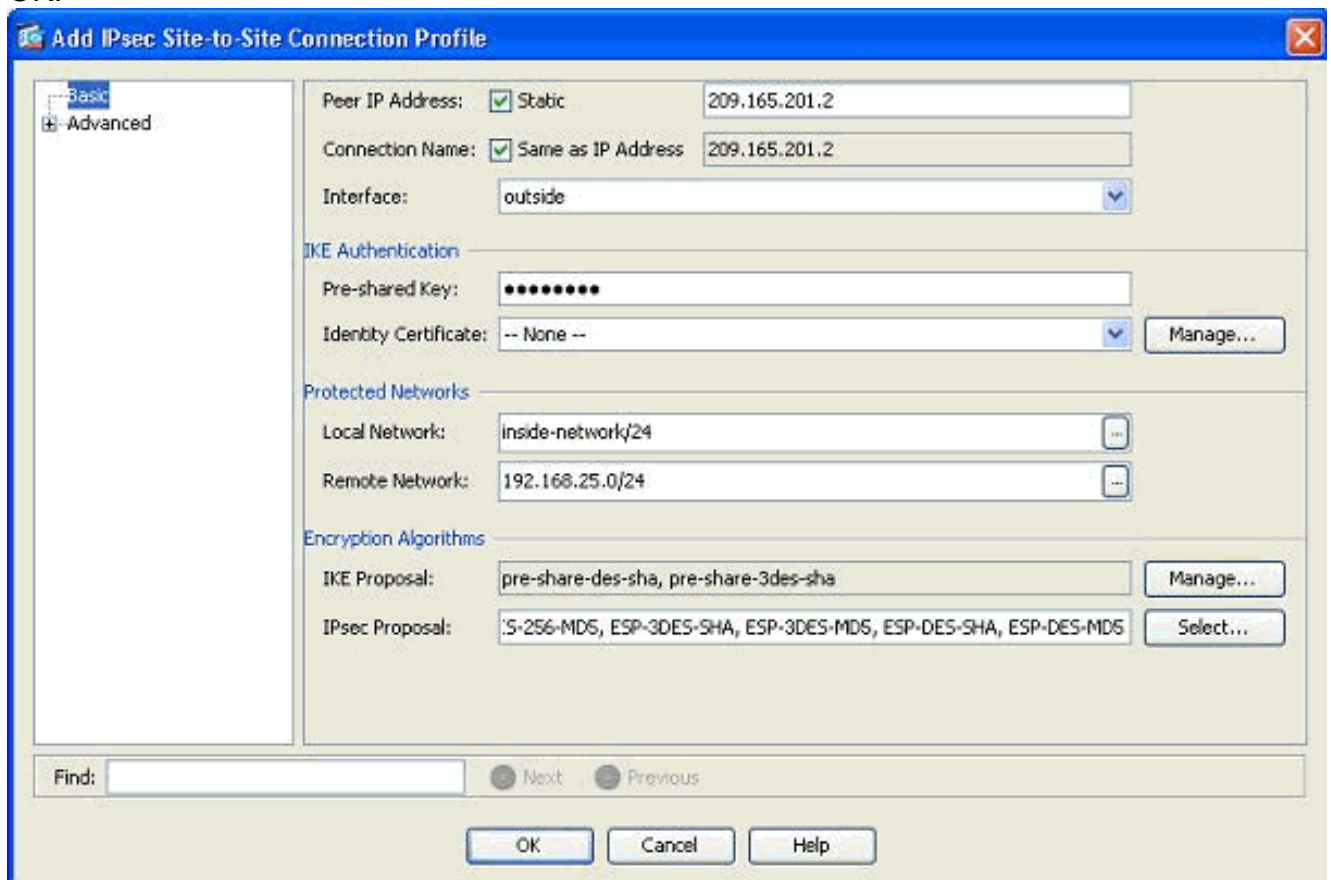 OK.
Add IPsec Site-to-Site Connection Profile
Basic
Advanced
Peer IP Address: Static 209.165.201.2
Connection Name: Same as IP Address 209.165.201.2
Interface: outside
IKE Authentication
Pre-shared Key: ••••••••
Identity Certificate: -- None -- Manage...
Protected Networks
Local Network: inside-network/24 ...
Remote Network: 192.168.25.0/24 ...
Encryption Algorithms
IKE Proposal: pre-share-des-sha, pre-share-3des-sha Manage...
IPsec Proposal: S-256-MD5, ESP-3DES-SHA, ESP-3DES-MD5, ESP-DES-SHA, ESP-DES-MD5 Select...
Find: Next Previous
OK Cancel Help